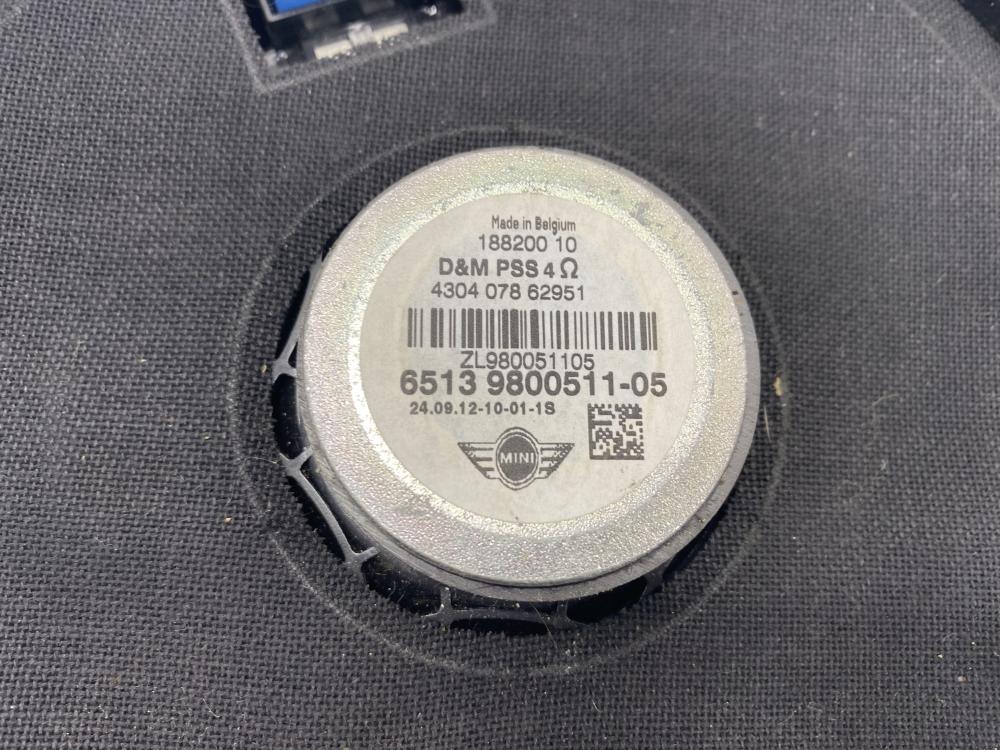 Made in Belgium
188200 10
D&M PSS 4 Ω
4304 078 62951
ZL980051105
6513 9800511-05
24.09.12-10-01-1S
MINI